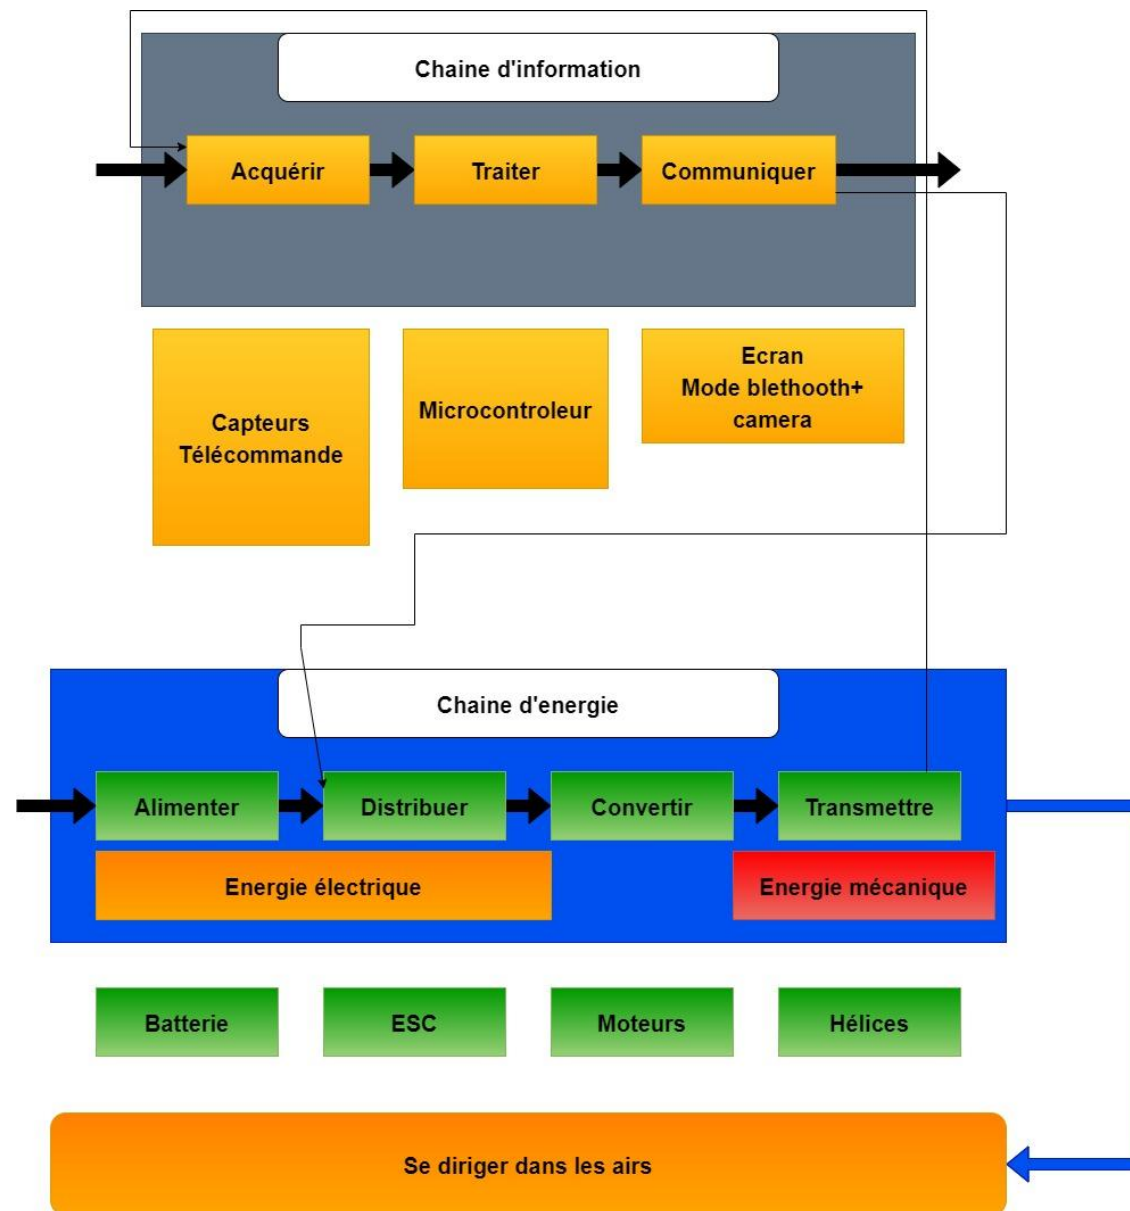 Chaine d'information
Acquérir
Traiter
Communiquer
Capteurs
Télécommande
Microcontroleur
Ecran
Mode blethooth+
camera
Chaine d'energie
Alimenter
Distribuer
Convertir
Transmettre
Energie électrique
Energie mécanique
Batterie
ESC
Moteurs
Hélices
Se diriger dans les airs